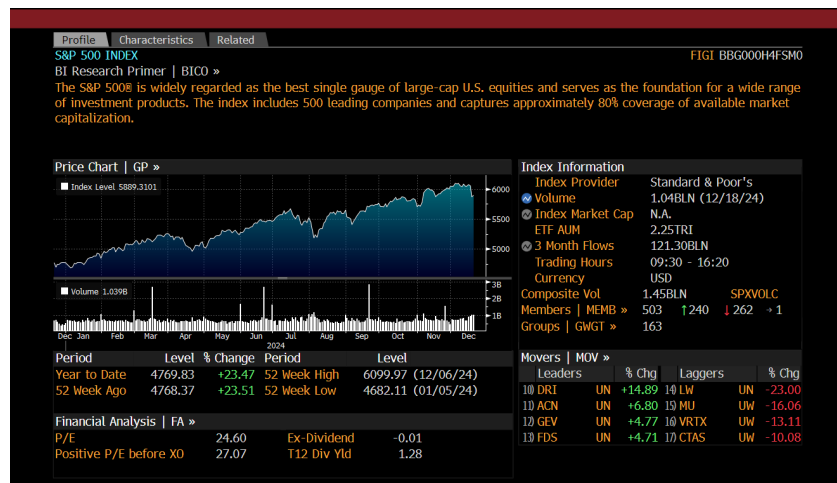 Profile Characteristics Related
S&P 500 INDEX FIGI BBG000H4FSM0
BI Research Primer | BICO »
The S&P 500® is widely regarded as the best single gauge of large-cap U.S. equities and serves as the foundation for a wide range
of investment products. The index includes 500 leading companies and captures approximately 80% coverage of available market
capitalization.
Price Chart | GP »
Index Level 5889.3101
6000
5500
5000
Volume 1.039B
3B
2B
1B
Dec Jan Feb Mar Apr May Jun Jul Aug Sep Oct Nov Dec
2024
Period Level % Change Period Level
Year to Date 4769.83 +23.47 52 Week High 6099.97 (12/06/24)
52 Week Ago 4768.37 +23.51 52 Week Low 4682.11 (01/05/24)
Financial Analysis | FA »
P/E 24.60 Ex-Dividend -0.01
Positive P/E before XO 27.07 T12 Div Yld 1.28
Index Information
Index Provider Standard & Poor's
Volume 1.04BLN (12/18/24)
Index Market Cap N.A.
ETF AUM 2.25TRI
3 Month Flows 121.30BLN
Trading Hours 09:30 - 16:20
Currency USD
Composite Vol 1.45BLN SPXVOLC
Members | MEMB » 503 ↑240 ↓262 →1
Groups | GWGT » 163
Movers | MOV »
Leaders % Chg Laggers % Chg
10) DRI UN +14.89 14) LW UN -23.00
11) ACN UN +6.80 15) MU UW -16.06
12) GEV UN +4.77 16) VRTX UW -13.11
13) FDS UN +4.71 17) CTAS UW -10.08